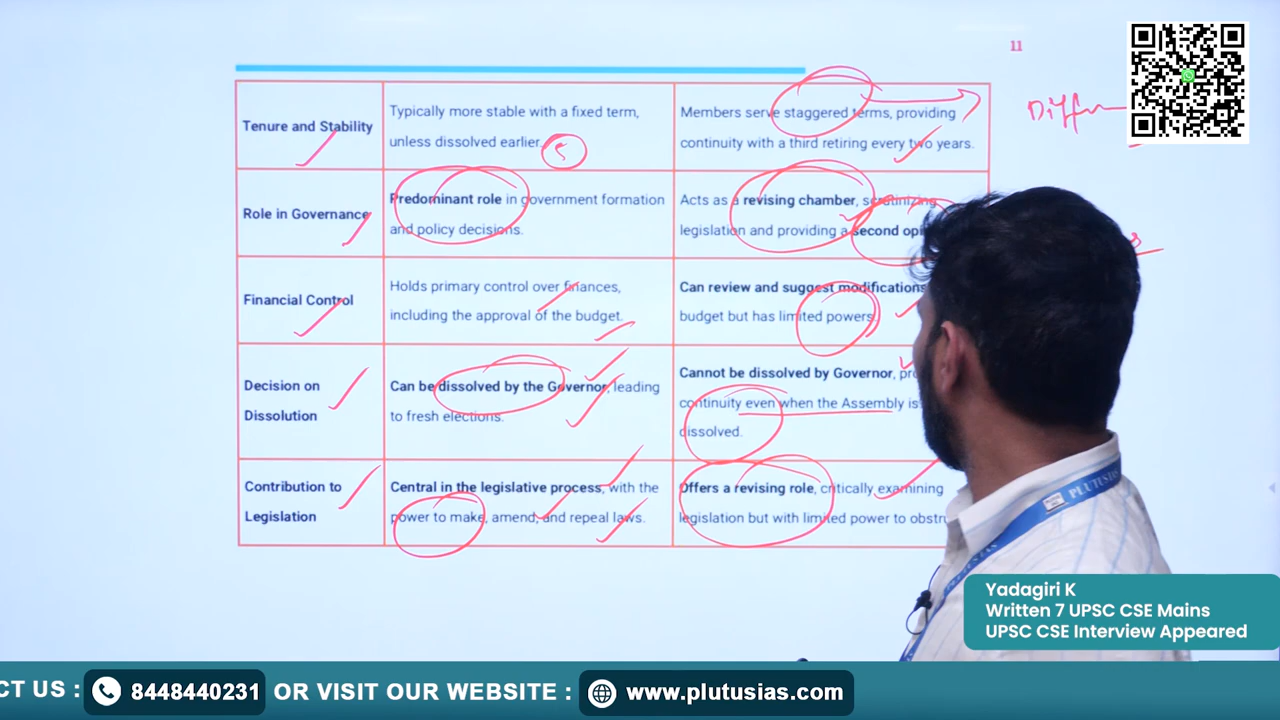 11
Tenure and Stability
Typically more stable with a fixed term,
unless dissolved earlier.
5
Members serve staggered terms, providing
continuity with a third retiring every two years.
Role in Governance
Predominant role in government formation
and policy decisions.
Acts as a revising chamber, scrutinizing
legislation and providing a second
Financial Control
Holds primary control over finances,
including the approval of the budget.
Can review and suggest modifications
budget but has limited powers
Decision on
Dissolution
Can be dissolved by the Governor, leading
to fresh elections.
Cannot be dissolved by Governor,
continuity even when the Assembly is
dissolved.
Contribution to
Legislation
Central in the legislative process, with the
power to make, amend, and repeal laws.
Offers a revising role, critically examining
legislation but with limited power to
PLUTUSIAS
Yadagiri K
Written 7 UPSC CSE Mains
UPSC CSE Interview Appeared
CT US : 8448440231 OR VISIT OUR WEBSITE : www.plutusias.com